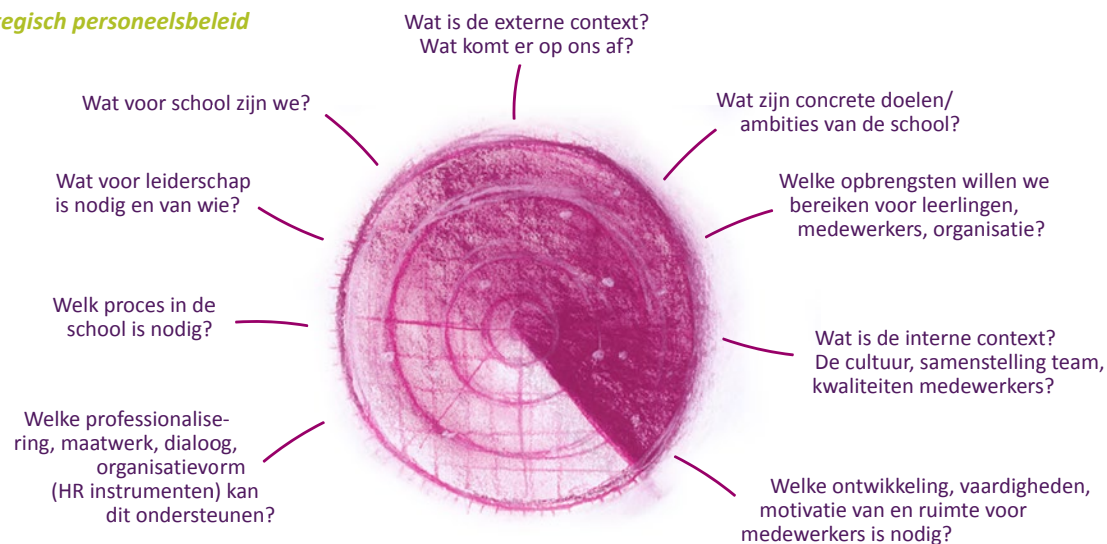 egisch personeelsbeleid
Wat is de externe context?
Wat komt er op ons af?
Wat zijn concrete doelen/
ambities van de school?
Welke opbrengsten willen we
bereiken voor leerlingen,
medewerkers, organisatie?
Wat is de interne context?
De cultuur, samenstelling team,
kwaliteiten medewerkers?
Welke ontwikkeling, vaardigheden,
motivatie van en ruimte voor
medewerkers is nodig?
Welke professionalise-
ring, maatwerk, dialoog,
organisatievorm
(HR instrumenten) kan
dit ondersteunen?
Welk proces in de
school is nodig?
Wat voor leiderschap
is nodig en van wie?
Wat voor school zijn we?